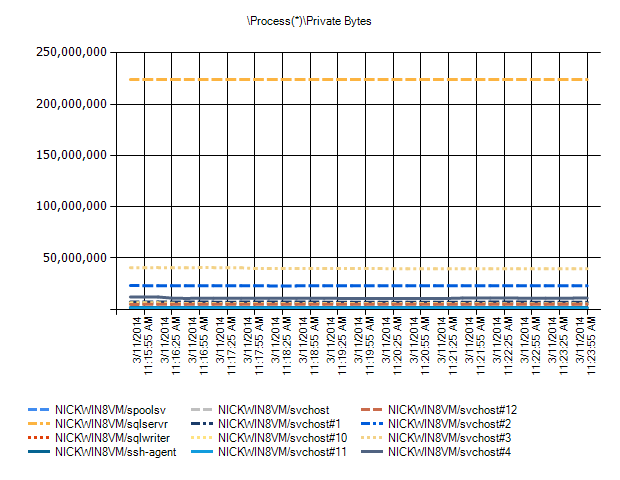 \Process(*)\Private Bytes
250,000,000
200,000,000
150,000,000
100,000,000
50,000,000
3/11/2014 11:15:55 AM
3/11/2014 11:16:25 AM
3/11/2014 11:16:55 AM
3/11/2014 11:17:25 AM
3/11/2014 11:17:55 AM
3/11/2014 11:18:25 AM
3/11/2014 11:18:55 AM
3/11/2014 11:19:25 AM
3/11/2014 11:19:55 AM
3/11/2014 11:20:25 AM
3/11/2014 11:20:55 AM
3/11/2014 11:21:25 AM
3/11/2014 11:21:55 AM
3/11/2014 11:22:25 AM
3/11/2014 11:22:55 AM
3/11/2014 11:23:25 AM
3/11/2014 11:23:55 AM
NICKWIN8VM/spoolsv NICKWIN8VM/svchost NICKWIN8VM/svchost#12
NICKWIN8VM/sqlservr NICKWIN8VM/svchost#1 NICKWIN8VM/svchost#2
NICKWIN8VM/sqlwriter NICKWIN8VM/svchost#10 NICKWIN8VM/svchost#3
NICKWIN8VM/ssh-agent NICKWIN8VM/svchost#11 NICKWIN8VM/svchost#4